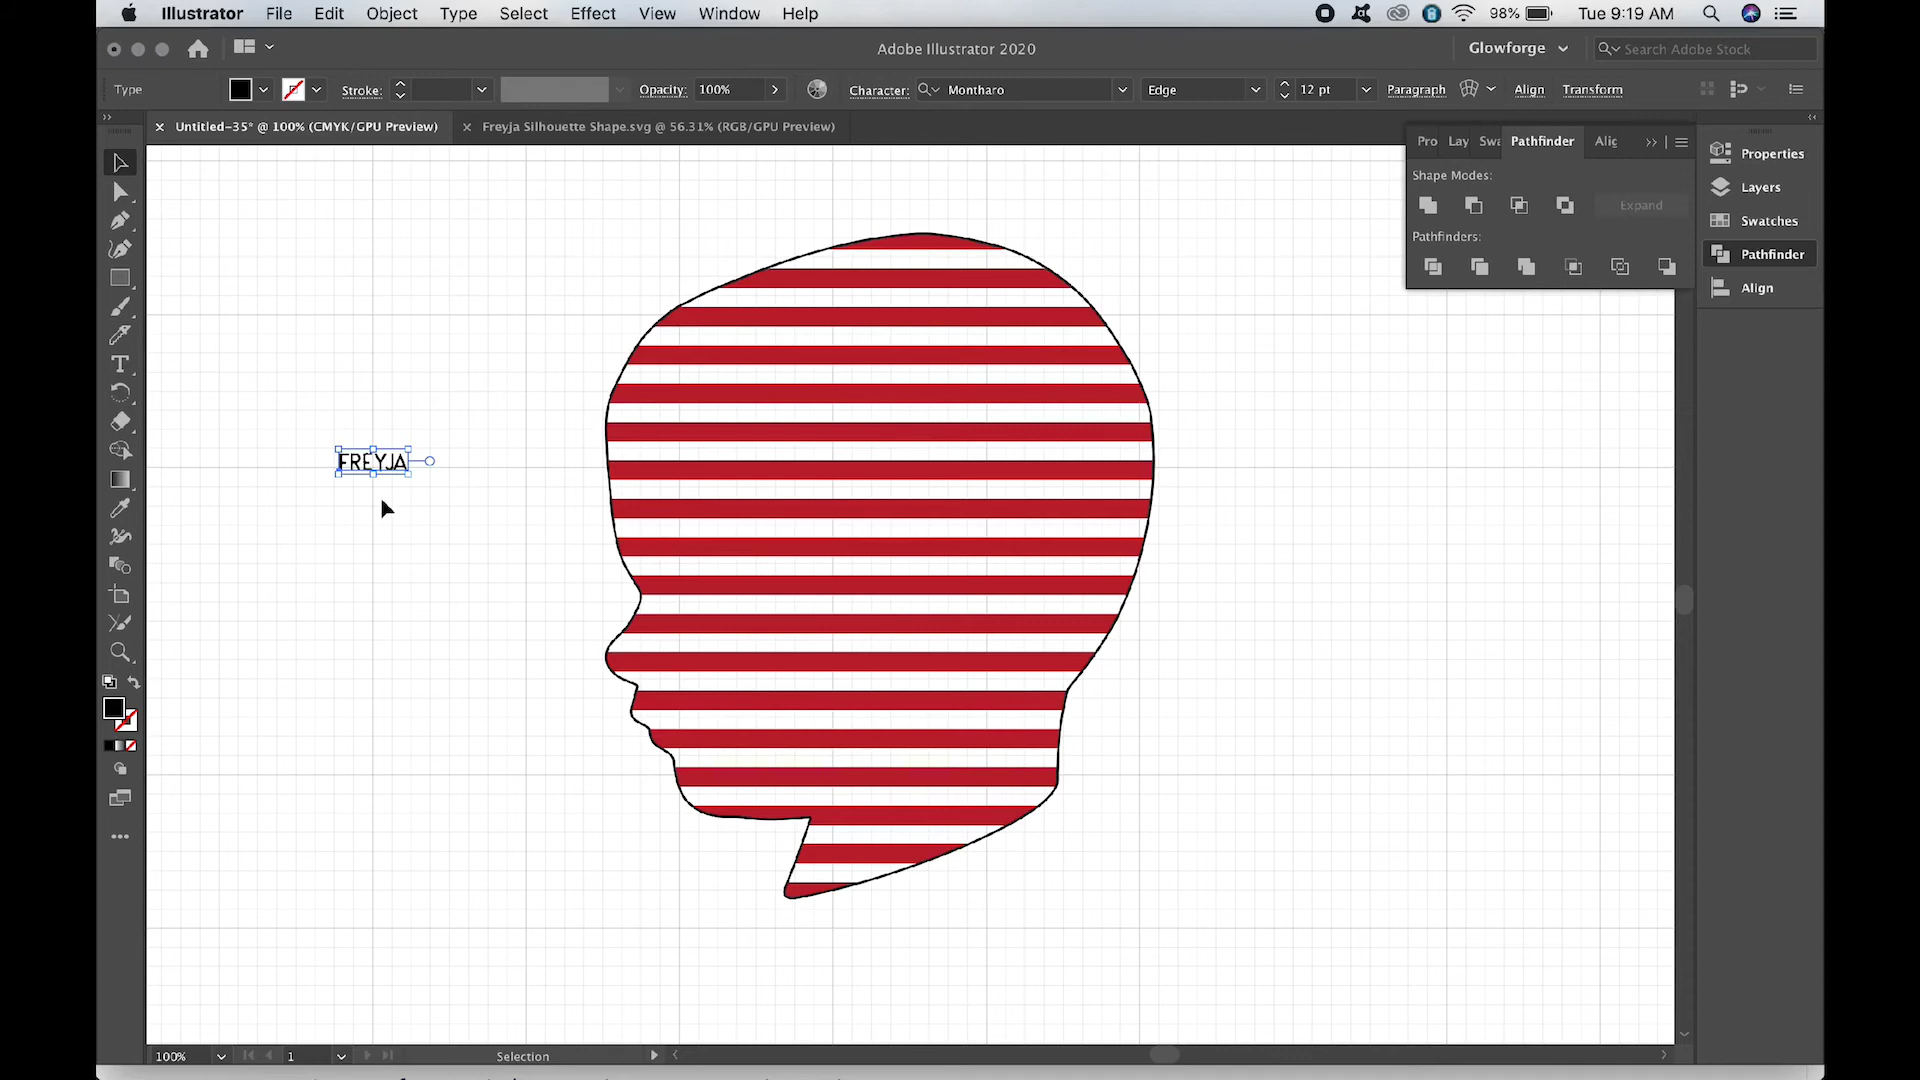 Illustrator File Edit Object Type Select Effect View Window Help 98% Tue 9:19 AM
Adobe Illustrator 2020 Glowforge Search Adobe Stock
Type Stroke: Opacity: 100% Character: Montharo Edge 12 pt Paragraph Align Transform
Untitled-35* @ 100% (CMYK/GPU Preview) Freyja Silhouette Shape.svg @ 56.31% (RGB/GPU Preview)
Pro Lay Swa Pathfinder Alig
Shape Modes:
Expand
Pathfinders:
Properties
Layers
Swatches
Pathfinder
Align
FREYJA
100% 1 Selection